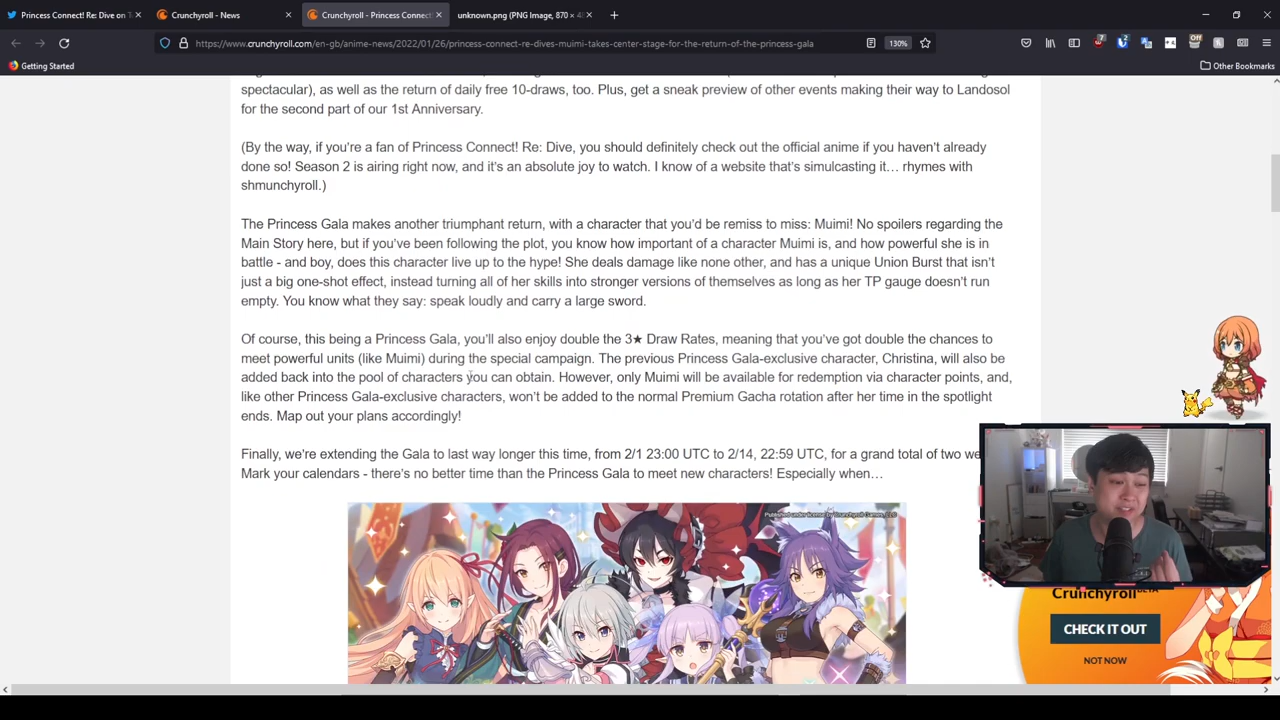 Princess Connect! Re: Dive on T
Crunchyroll - News
Crunchyroll - Princess Connect!
unknown.png (PNG Image, 870 × 4
https://www.crunchyroll.com/en-gb/anime-news/2022/01/26/princess-connect-re-dives-muimi-takes-center-stage-for-the-return-of-the-princess-gala
130%
Off
7
2
Getting Started
Other Bookmarks
spectacular), as well as the return of daily free 10-draws, too. Plus, get a sneak preview of other events making their way to Landosol
for the second part of our 1st Anniversary.
(By the way, if you're a fan of Princess Connect! Re: Dive, you should definitely check out the official anime if you haven't already
done so! Season 2 is airing right now, and it's an absolute joy to watch. I know of a website that's simulcasting it… rhymes with
shmunchyroll.)
The Princess Gala makes another triumphant return, with a character that you'd be remiss to miss: Muimi! No spoilers regarding the
Main Story here, but if you've been following the plot, you know how important of a character Muimi is, and how powerful she is in
battle - and boy, does this character live up to the hype! She deals damage like none other, and has a unique Union Burst that isn't
just a big one-shot effect, instead turning all of her skills into stronger versions of themselves as long as her TP gauge doesn't run
empty. You know what they say: speak loudly and carry a large sword.
Of course, this being a Princess Gala, you'll also enjoy double the 3★ Draw Rates, meaning that you've got double the chances to
meet powerful units (like Muimi) during the special campaign. The previous Princess Gala-exclusive character, Christina, will also be
added back into the pool of characters you can obtain. However, only Muimi will be available for redemption via character points, and,
like other Princess Gala-exclusive characters, won't be added to the normal Premium Gacha rotation after her time in the spotlight
ends. Map out your plans accordingly!
Finally, we're extending the Gala to last way longer this time, from 2/1 23:00 UTC to 2/14, 22:59 UTC, for a grand total of two we
Mark your calendars - there's no better time than the Princess Gala to meet new characters! Especially when…
Published under license by Crunchyroll Games, LLC
Crunchyroll BETA
CHECK IT OUT
NOT NOW